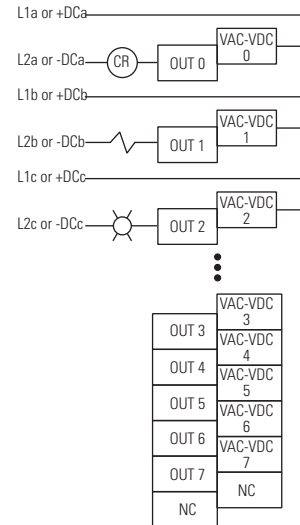 L1a or +DCa
VAC-VDC
0
L2a or -DCa
CR
OUT 0
L1b or +DCb
VAC-VDC
1
L2b or -DCb
OUT 1
L1c or +DCc
VAC-VDC
2
L2c or -DCc
OUT 2
VAC-VDC
3
OUT 3
VAC-VDC
4
OUT 4
VAC-VDC
5
OUT 5
VAC-VDC
6
OUT 6
VAC-VDC
7
OUT 7
NC
NC